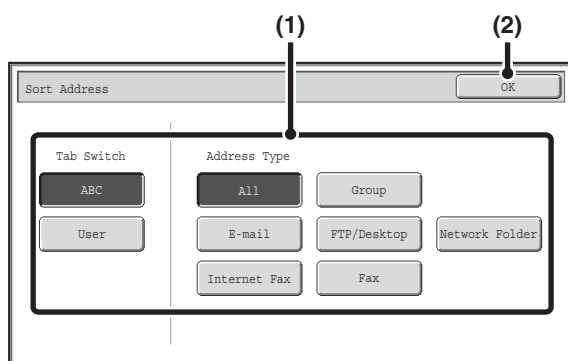 (1) (2)
Sort Address OK
Tab Switch Address Type
ABC All Group
User E-mail FTP/Desktop Network Folder
Internet Fax Fax